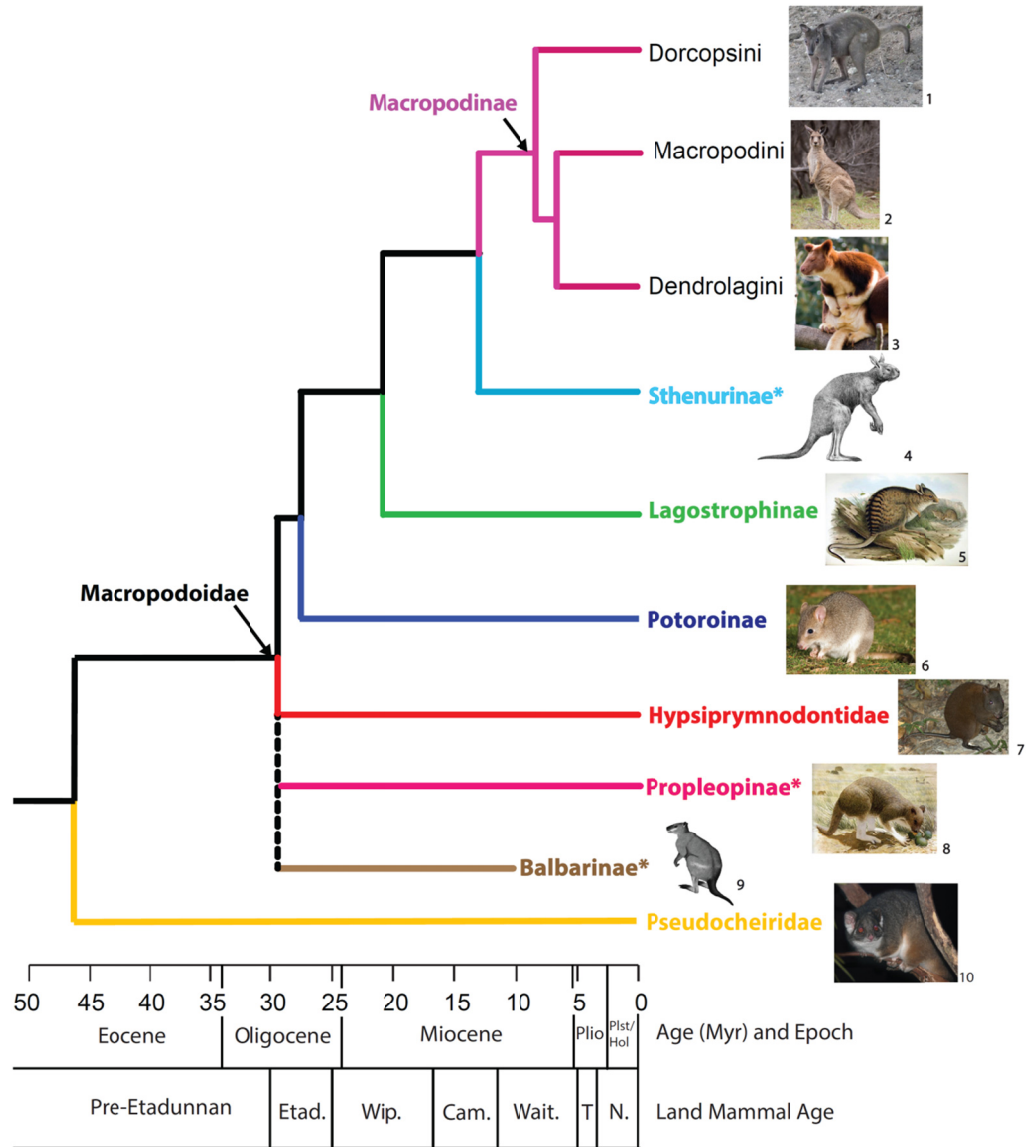 Dorcopsini
1
Macropodinae
Macropodini
2
Dendrolagini
3
Sthenurinae*
4
Lagostrophinae
5
Macropodoidae
Potoroinae
6
Hypsiprymnodontidae
7
Propleopinae*
8
Balbarinae*
9
Pseudocheiridae
10
50 45 40 35 30 25 20 15 10 5 0
Eocene Oligocene Miocene Plio Plst/
Hol
Age (Myr) and Epoch
Pre-Etadunnan Etad. Wip. Cam. Wait. T N. Land Mammal Age